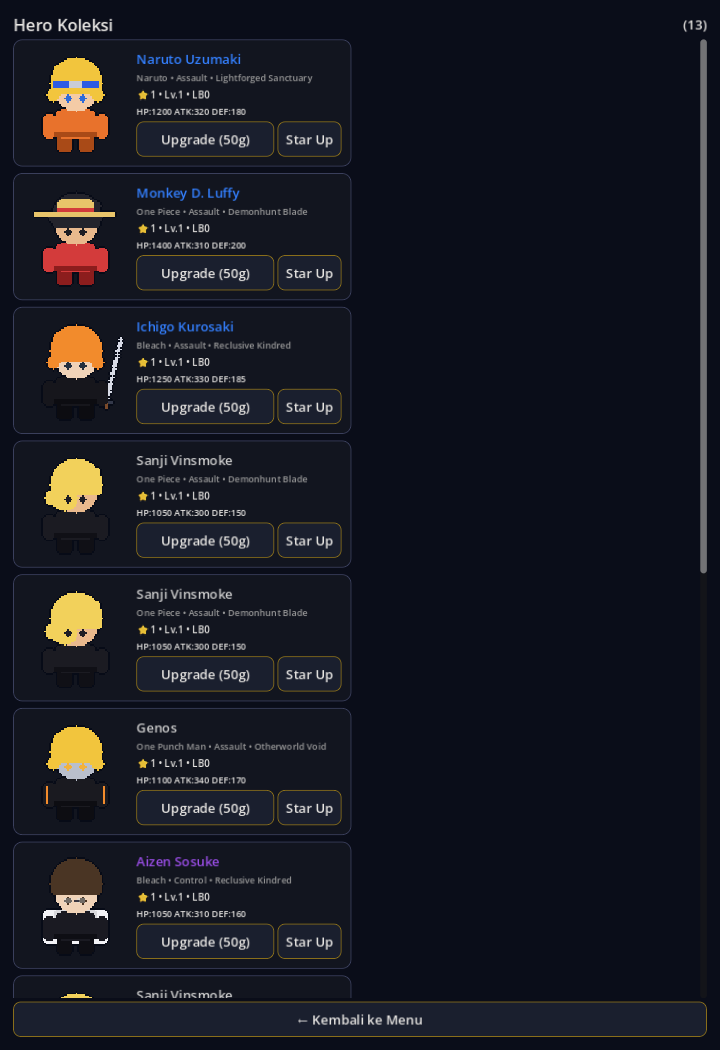 Hero Koleksi (13)
Naruto Uzumaki
Naruto • Assault • Lightforged Sanctuary
⭐ 1 • Lv.1 • LB0
HP:1200 ATK:320 DEF:180
Upgrade (50g) Star Up
Monkey D. Luffy
One Piece • Assault • Demonhunt Blade
⭐ 1 • Lv.1 • LB0
HP:1400 ATK:310 DEF:200
Upgrade (50g) Star Up
Ichigo Kurosaki
Bleach • Assault • Reclusive Kindred
⭐ 1 • Lv.1 • LB0
HP:1250 ATK:330 DEF:185
Upgrade (50g) Star Up
Sanji Vinsmoke
One Piece • Assault • Demonhunt Blade
⭐ 1 • Lv.1 • LB0
HP:1050 ATK:300 DEF:150
Upgrade (50g) Star Up
Sanji Vinsmoke
One Piece • Assault • Demonhunt Blade
⭐ 1 • Lv.1 • LB0
HP:1050 ATK:300 DEF:150
Upgrade (50g) Star Up
Genos
One Punch Man • Assault • Otherworld Void
⭐ 1 • Lv.1 • LB0
HP:1100 ATK:340 DEF:170
Upgrade (50g) Star Up
Aizen Sosuke
Bleach • Control • Reclusive Kindred
⭐ 1 • Lv.1 • LB0
HP:1050 ATK:310 DEF:160
Upgrade (50g) Star Up
Sanji Vinsmoke
← Kembali ke Menu